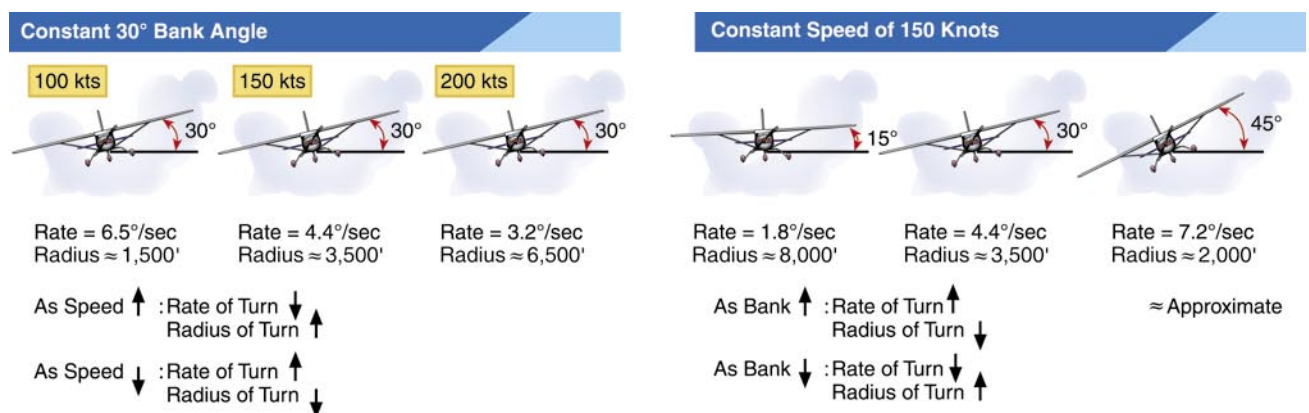 Constant 30° Bank Angle
100 kts
150 kts
200 kts
30°
30°
30°
Rate = 6.5°/sec
Radius ≈ 1,500'
Rate = 4.4°/sec
Radius ≈ 3,500'
Rate = 3.2°/sec
Radius ≈ 6,500'
As Speed ↑ : Rate of Turn ↓
Radius of Turn ↑
As Speed ↓ : Rate of Turn ↑
Radius of Turn ↓
Constant Speed of 150 Knots
15°
30°
45°
Rate = 1.8°/sec
Radius ≈ 8,000'
Rate = 4.4°/sec
Radius ≈ 3,500'
Rate = 7.2°/sec
Radius ≈ 2,000'
As Bank ↑ : Rate of Turn ↑
Radius of Turn ↓
As Bank ↓ : Rate of Turn ↓
Radius of Turn ↑
≈ Approximate